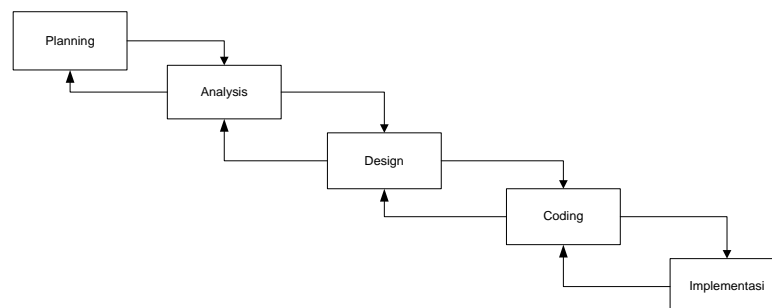 Planning
Analysis
Design
Coding
Implementasi